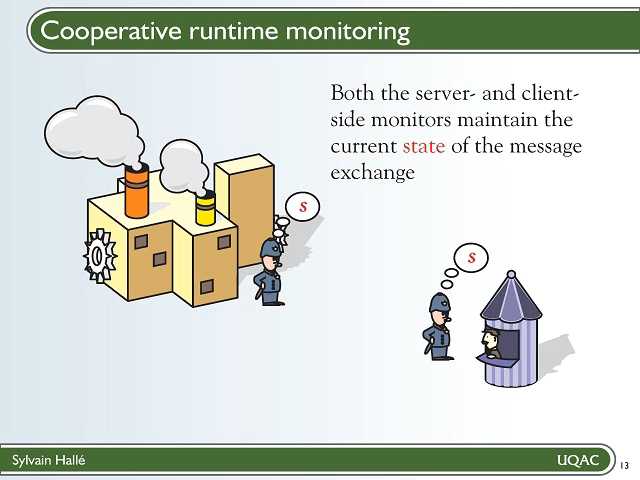 Cooperative runtime monitoring
Both the server- and client-
side monitors maintain the
current state of the message
exchange
s
s
Sylvain Hallé
UQAC
13